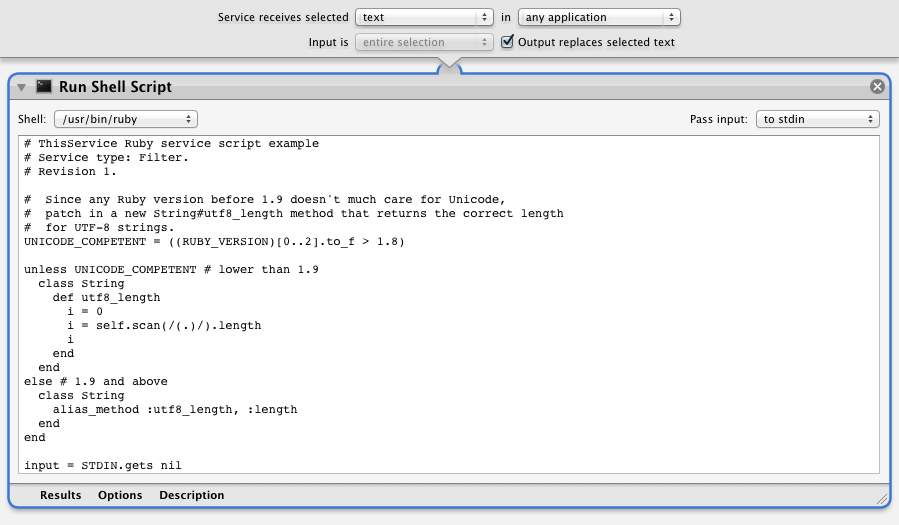 Service receives selected text in any application
Input is entire selection Output replaces selected text
Run Shell Script
Shell: /usr/bin/ruby Pass input: to stdin
# ThisService Ruby service script example
# Service type: Filter.
# Revision 1.

#  Since any Ruby version before 1.9 doesn't much care for Unicode,
#  patch in a new String#utf8_length method that returns the correct length
#  for UTF-8 strings.
UNICODE_COMPETENT = ((RUBY_VERSION)[0..2].to_f > 1.8)

unless UNICODE_COMPETENT # lower than 1.9
  class String
    def utf8_length
      i = 0
      i = self.scan(/(.)/).length
      i
    end
  end
else # 1.9 and above
  class String
    alias_method :utf8_length, :length
  end
end

input = STDIN.gets nil
Results Options Description